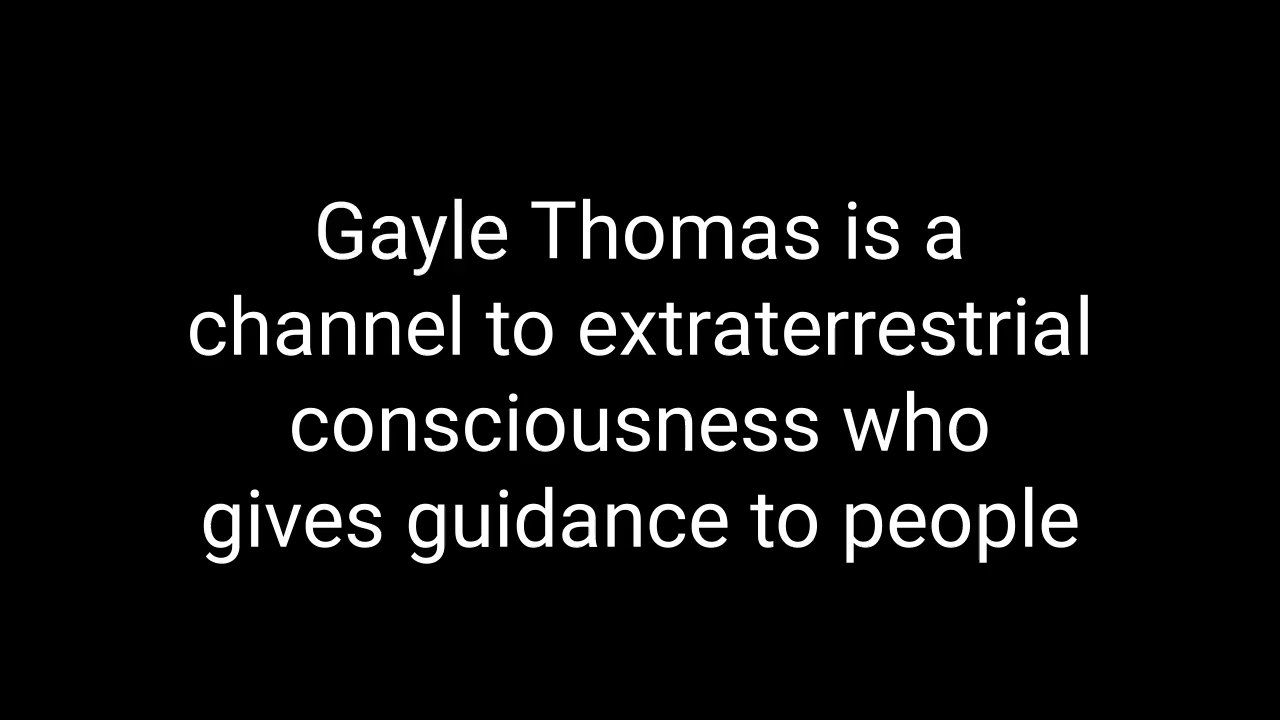 Gayle Thomas is a
channel to extraterrestrial
consciousness who
gives guidance to people